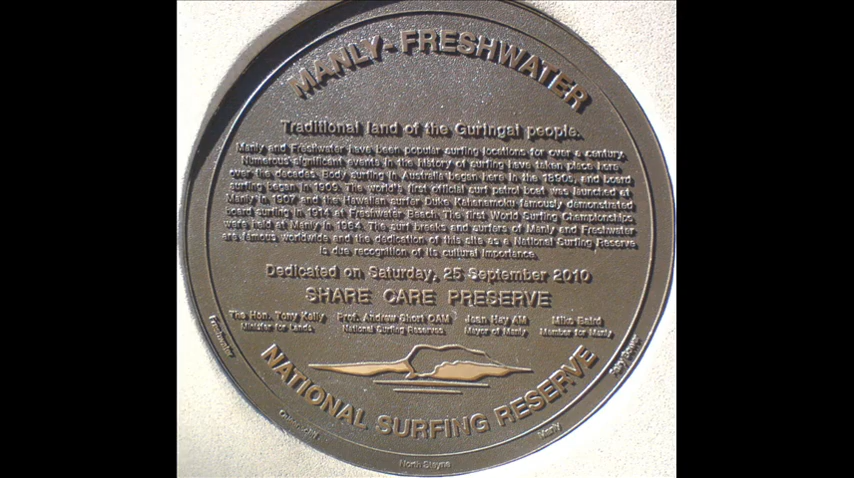 MANLY-FRESHWATER
Traditional land of the Guringai people.
Manly and Freshwater have been popular surfing locations for over a century.
Numerous significant events in the history of surfing have taken place here
over the decades. Body surfing in Australia began here in the 1890s, and board
surfing began in 1909. The world's first official surf patrol boat was launched at
Manly in 1907 and the Hawaiian surfer Duke Kahanamoku famously demonstrated
board surfing in 1914 at Freshwater Beach. The first World Surfing Championships
were held at Manly in 1964. The surf breaks and surfers of Manly and Freshwater
are famous worldwide and the dedication of this site as a National Surfing Reserve
is due recognition of its cultural importance.
Dedicated on Saturday, 25 September 2010
SHARE CARE PRESERVE
The Hon. Tony Kelly Prof. Andrew Short OAM Jean Hay AM Mike Baird
Minister for Lands National Surfing Reserves Mayor of Manly Member for Manly
NATIONAL SURFING RESERVE
Freshwater
Queenscliff
North Steyne
Manly